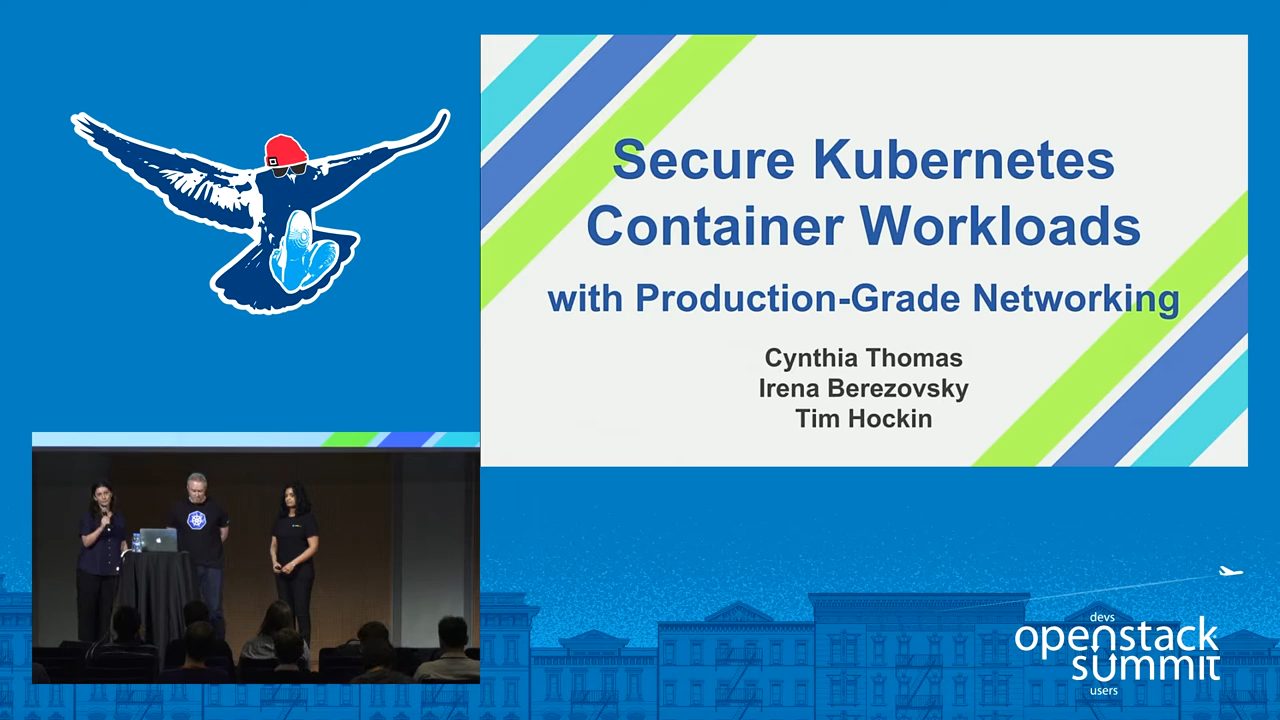 Secure Kubernetes
Container Workloads
with Production-Grade Networking
Cynthia Thomas
Irena Berezovsky
Tim Hockin
devs
openstack
summit
users